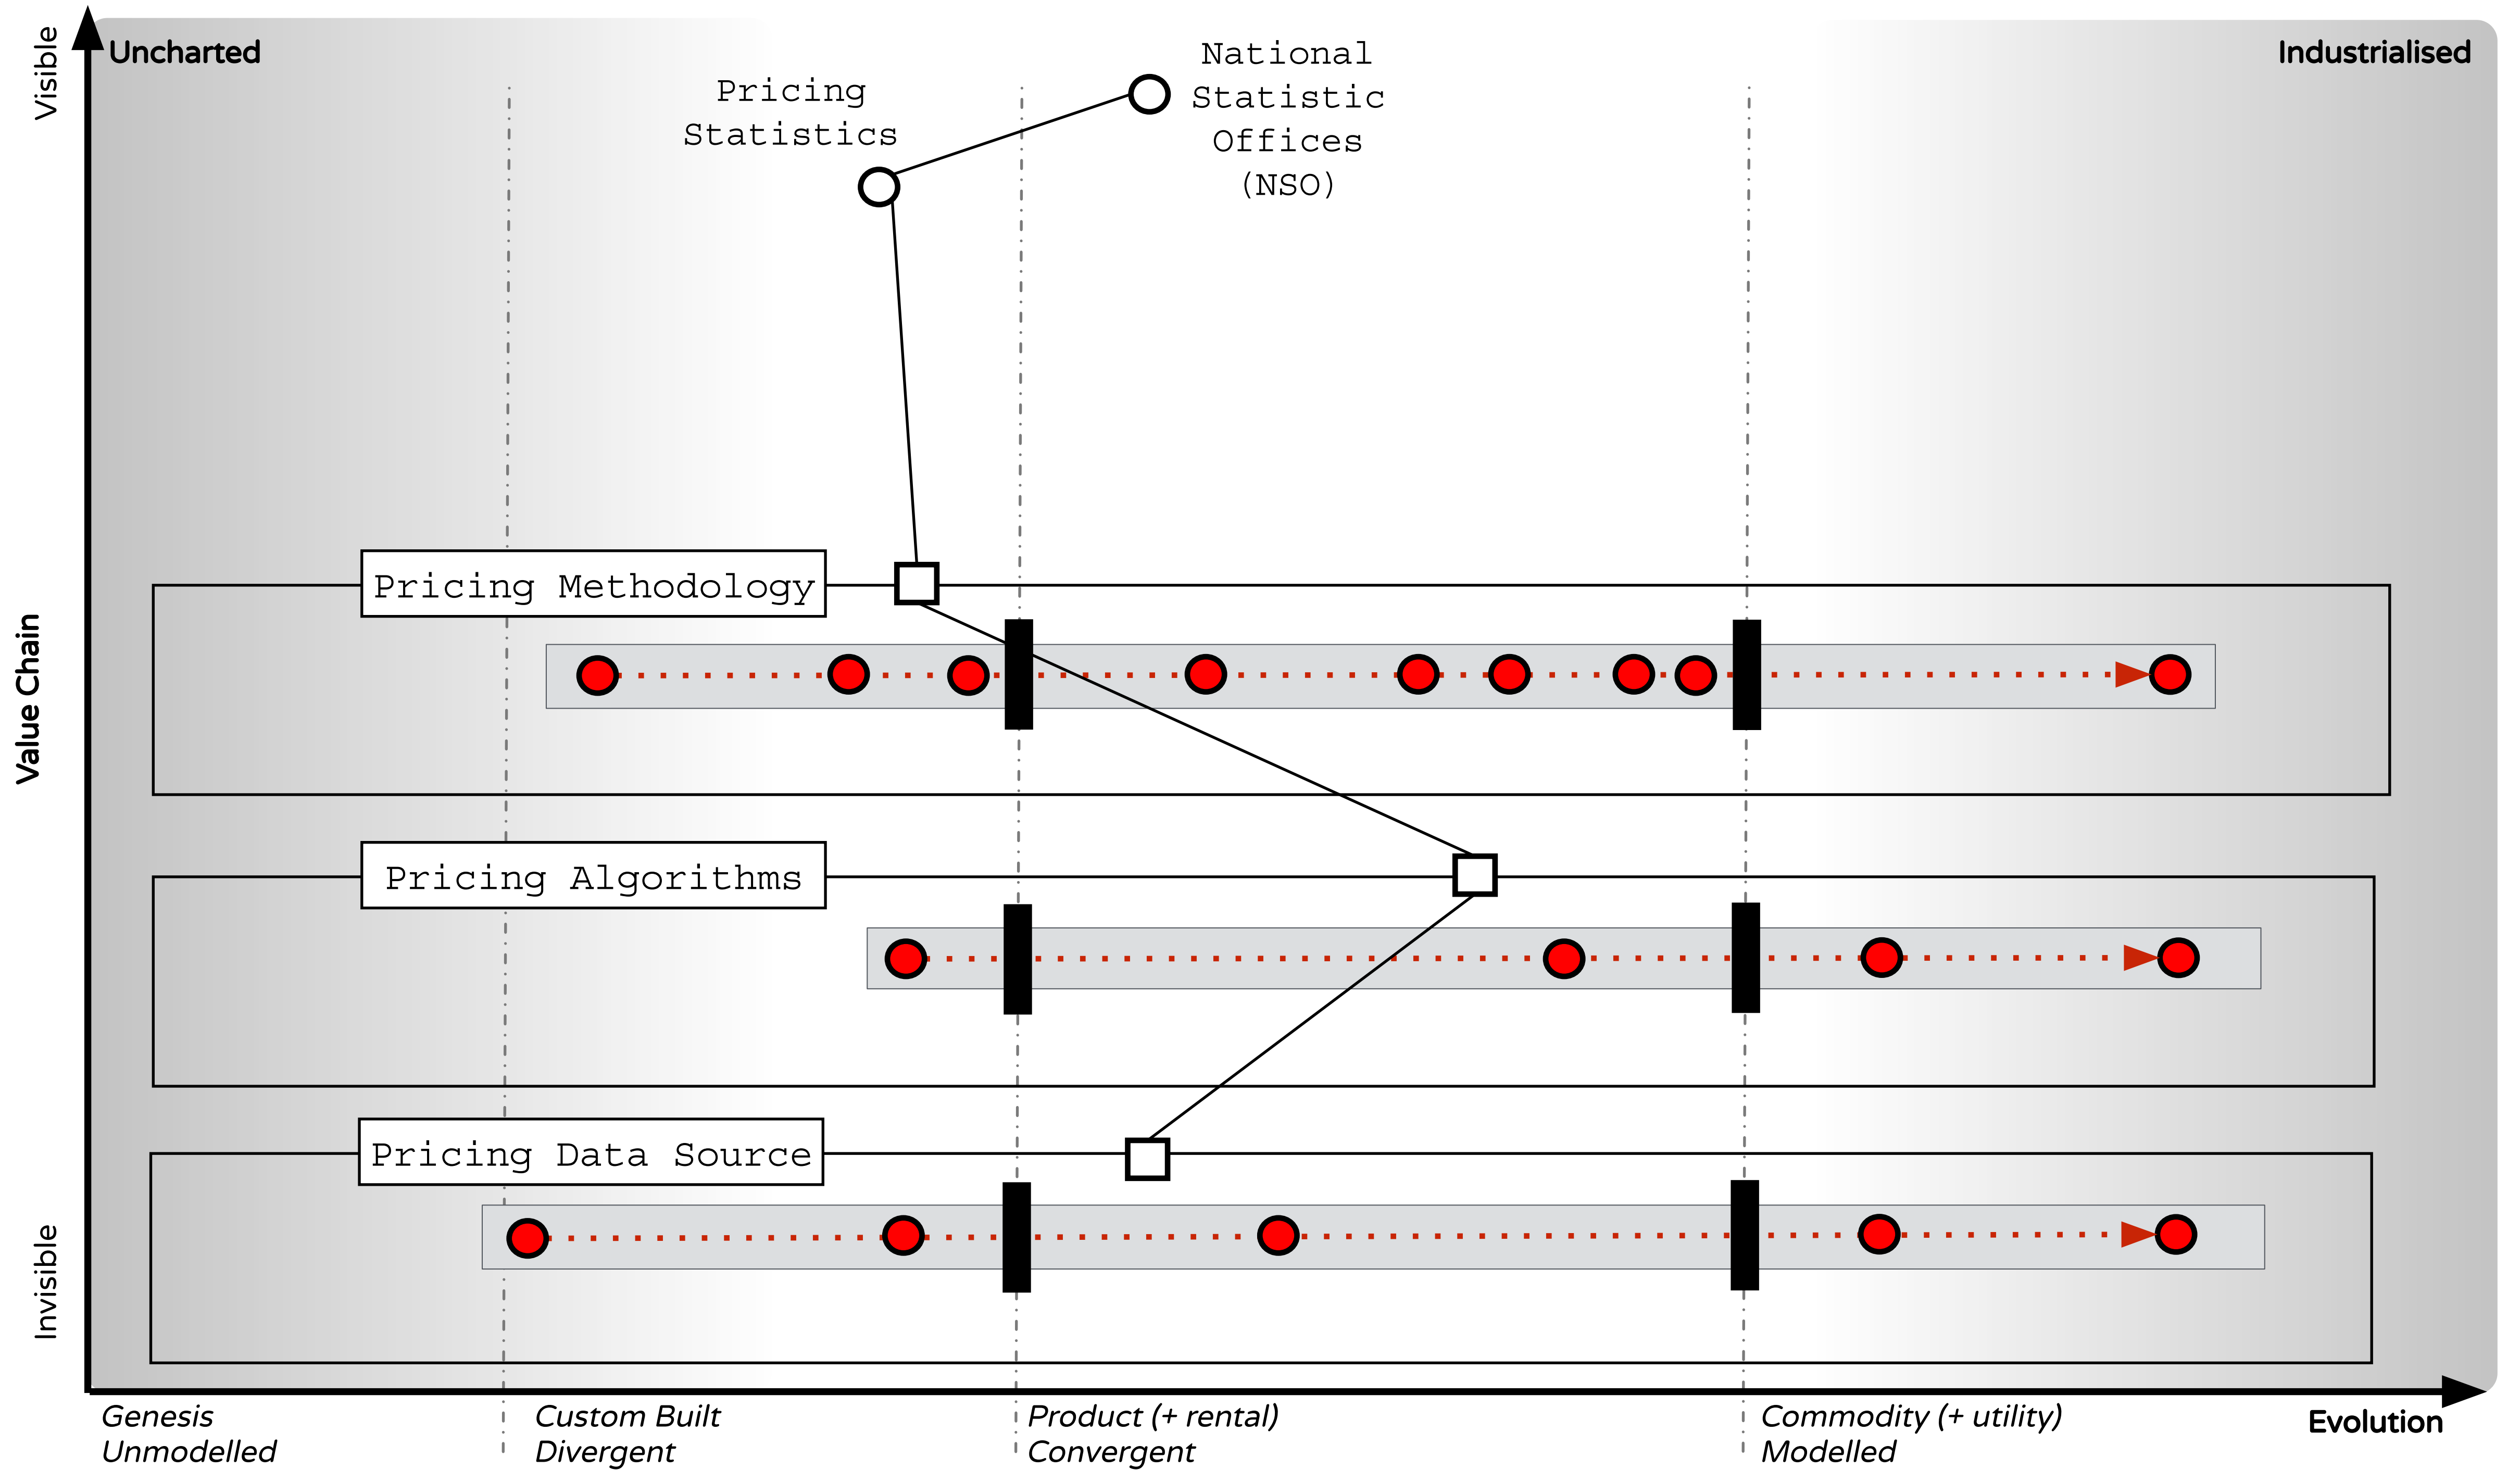 Visible
Uncharted
Industrialised
Pricing
Statistics
National
Statistic
Offices
(NSO)
Value Chain
Pricing Methodology
Pricing Algorithms
Pricing Data Source
Invisible
Genesis
Unmodelled
Custom Built
Divergent
Product (+ rental)
Convergent
Commodity (+ utility)
Modelled
Evolution